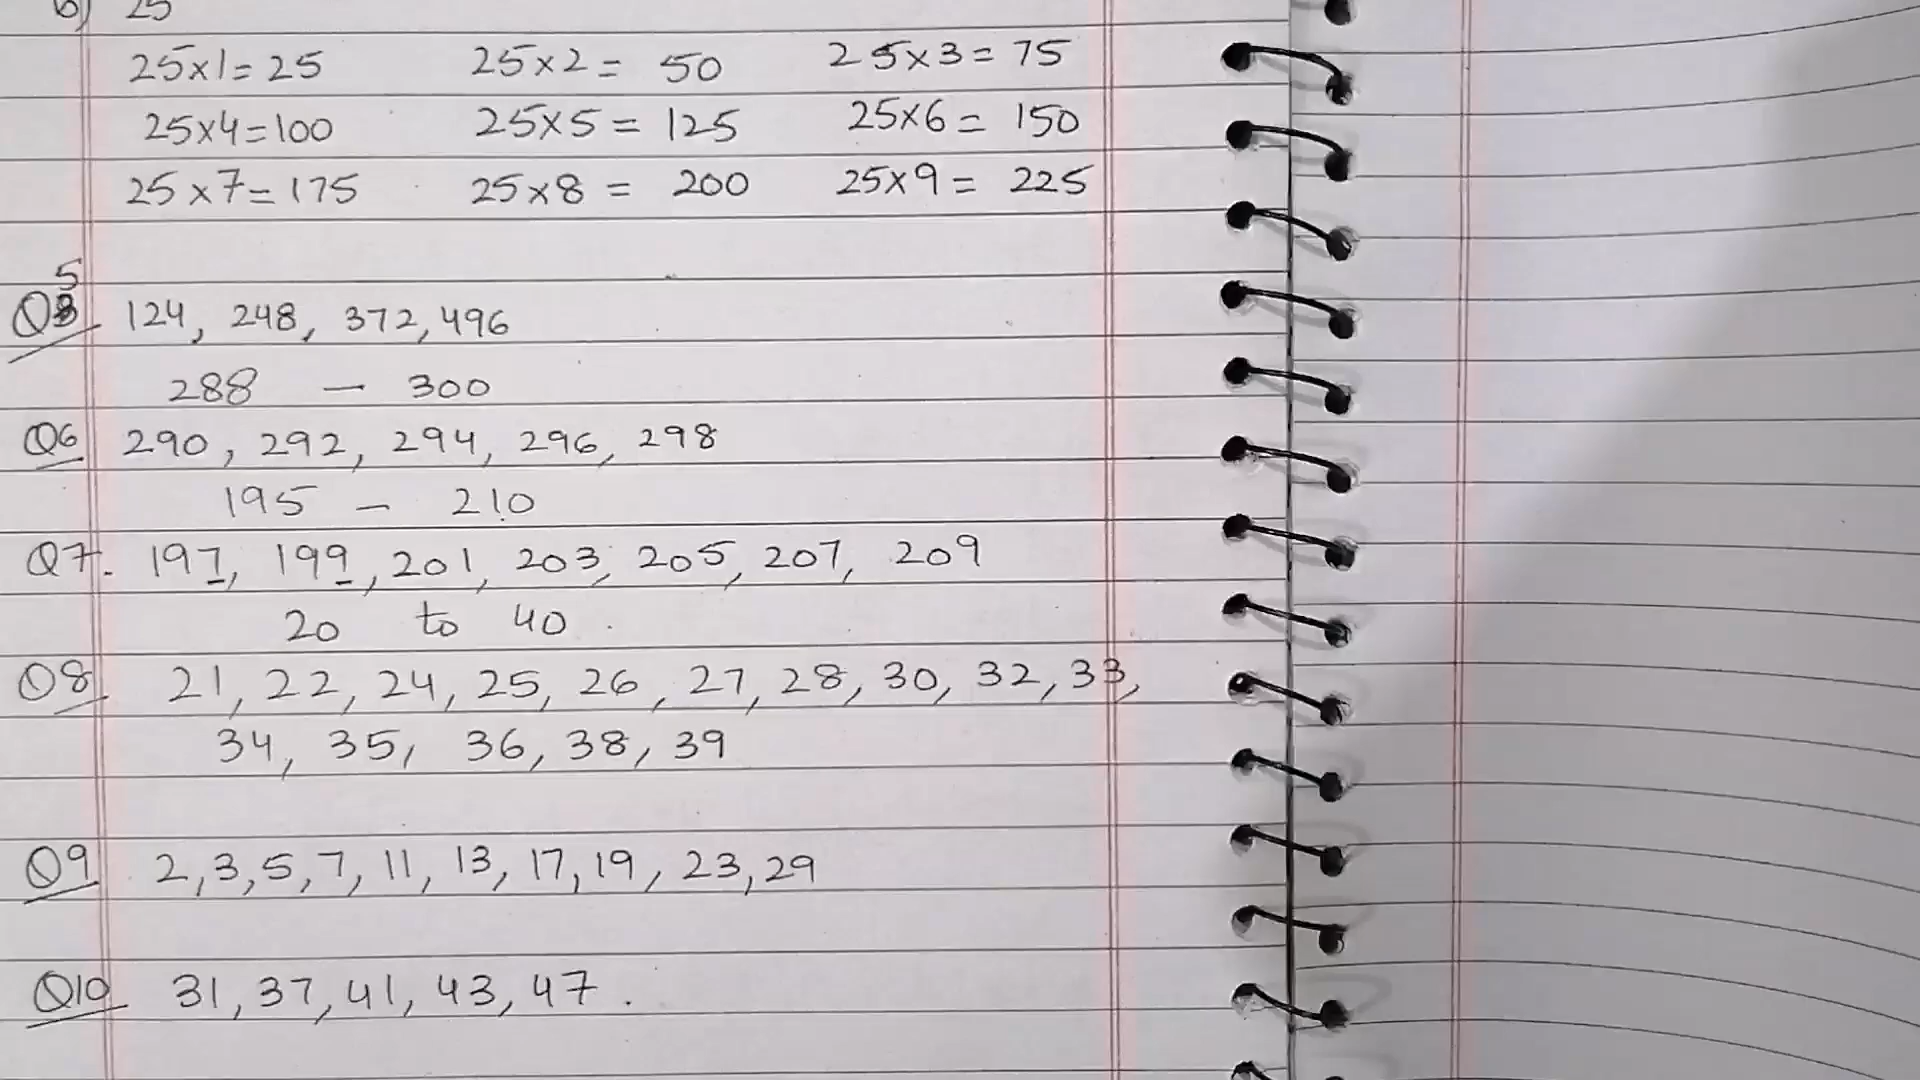 b) 25
25x1=25 25x2= 50 25x3=75
25x4=100 25x5= 125 25x6= 150
25x7=175 25x8 = 200 25x9= 225
5
Q3 124, 248, 372, 496
288 - 300
Q6 290, 292, 294, 296, 298
195 - 210
Q7. 197, 199, 201, 203, 205, 207, 209
20 to 40
Q8 21, 22, 24, 25, 26, 27, 28, 30, 32, 33,
34, 35, 36, 38, 39
Q9 2,3,5,7, 11, 13, 17,19, 23,29
Q10 31,37,41, 43, 47.